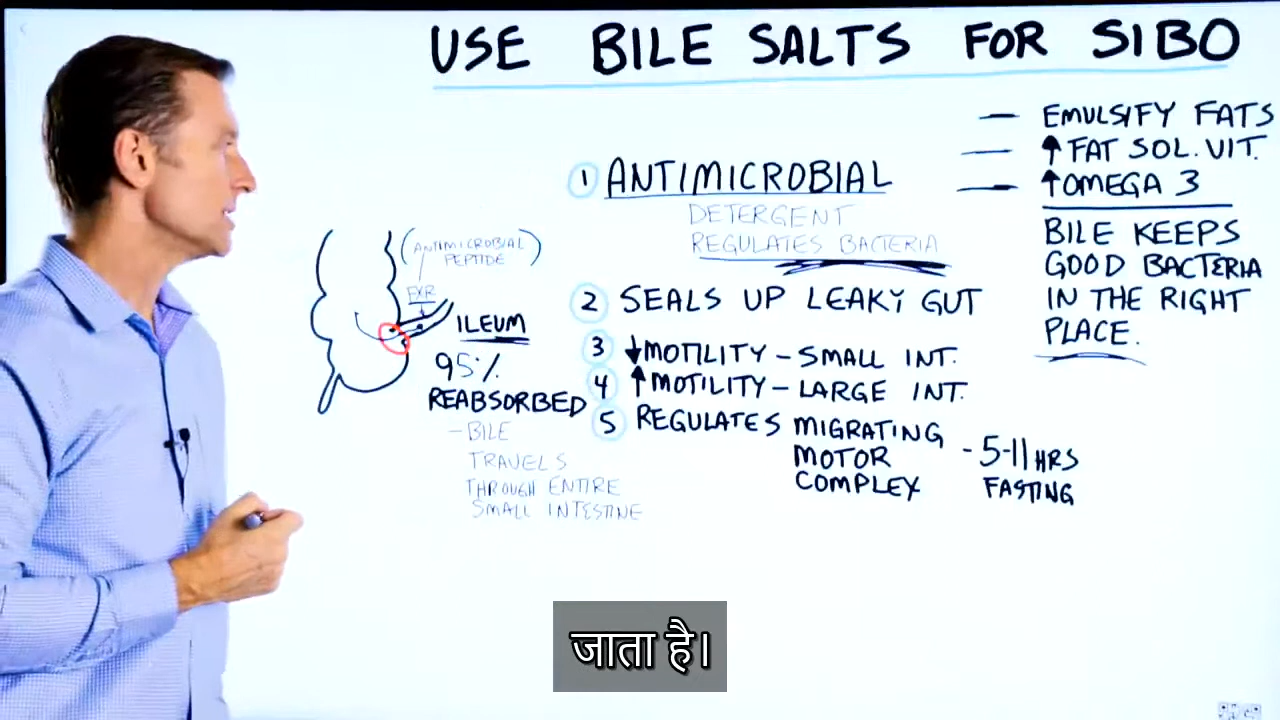 USE BILE SALTS FOR SIBO
— EMULSIFY FATS
— ↑ FAT SOL. VIT.
— ↑ OMEGA 3
BILE KEEPS
GOOD BACTERIA
IN THE RIGHT
PLACE.
1 ANTIMICROBIAL
DETERGENT
REGULATES BACTERIA
2 SEALS UP LEAKY GUT
3 ↓ MOTILITY – SMALL INT.
4 ↑ MOTILITY – LARGE INT.
5 REGULATES MIGRATING
MOTOR
COMPLEX
- 5-11 HRS
FASTING
(ANTIMICROBIAL
PEPTIDE)
FXR
ILEUM
95%
REABSORBED
– BILE
TRAVELS
THROUGH ENTIRE
SMALL INTESTINE
जाता है।